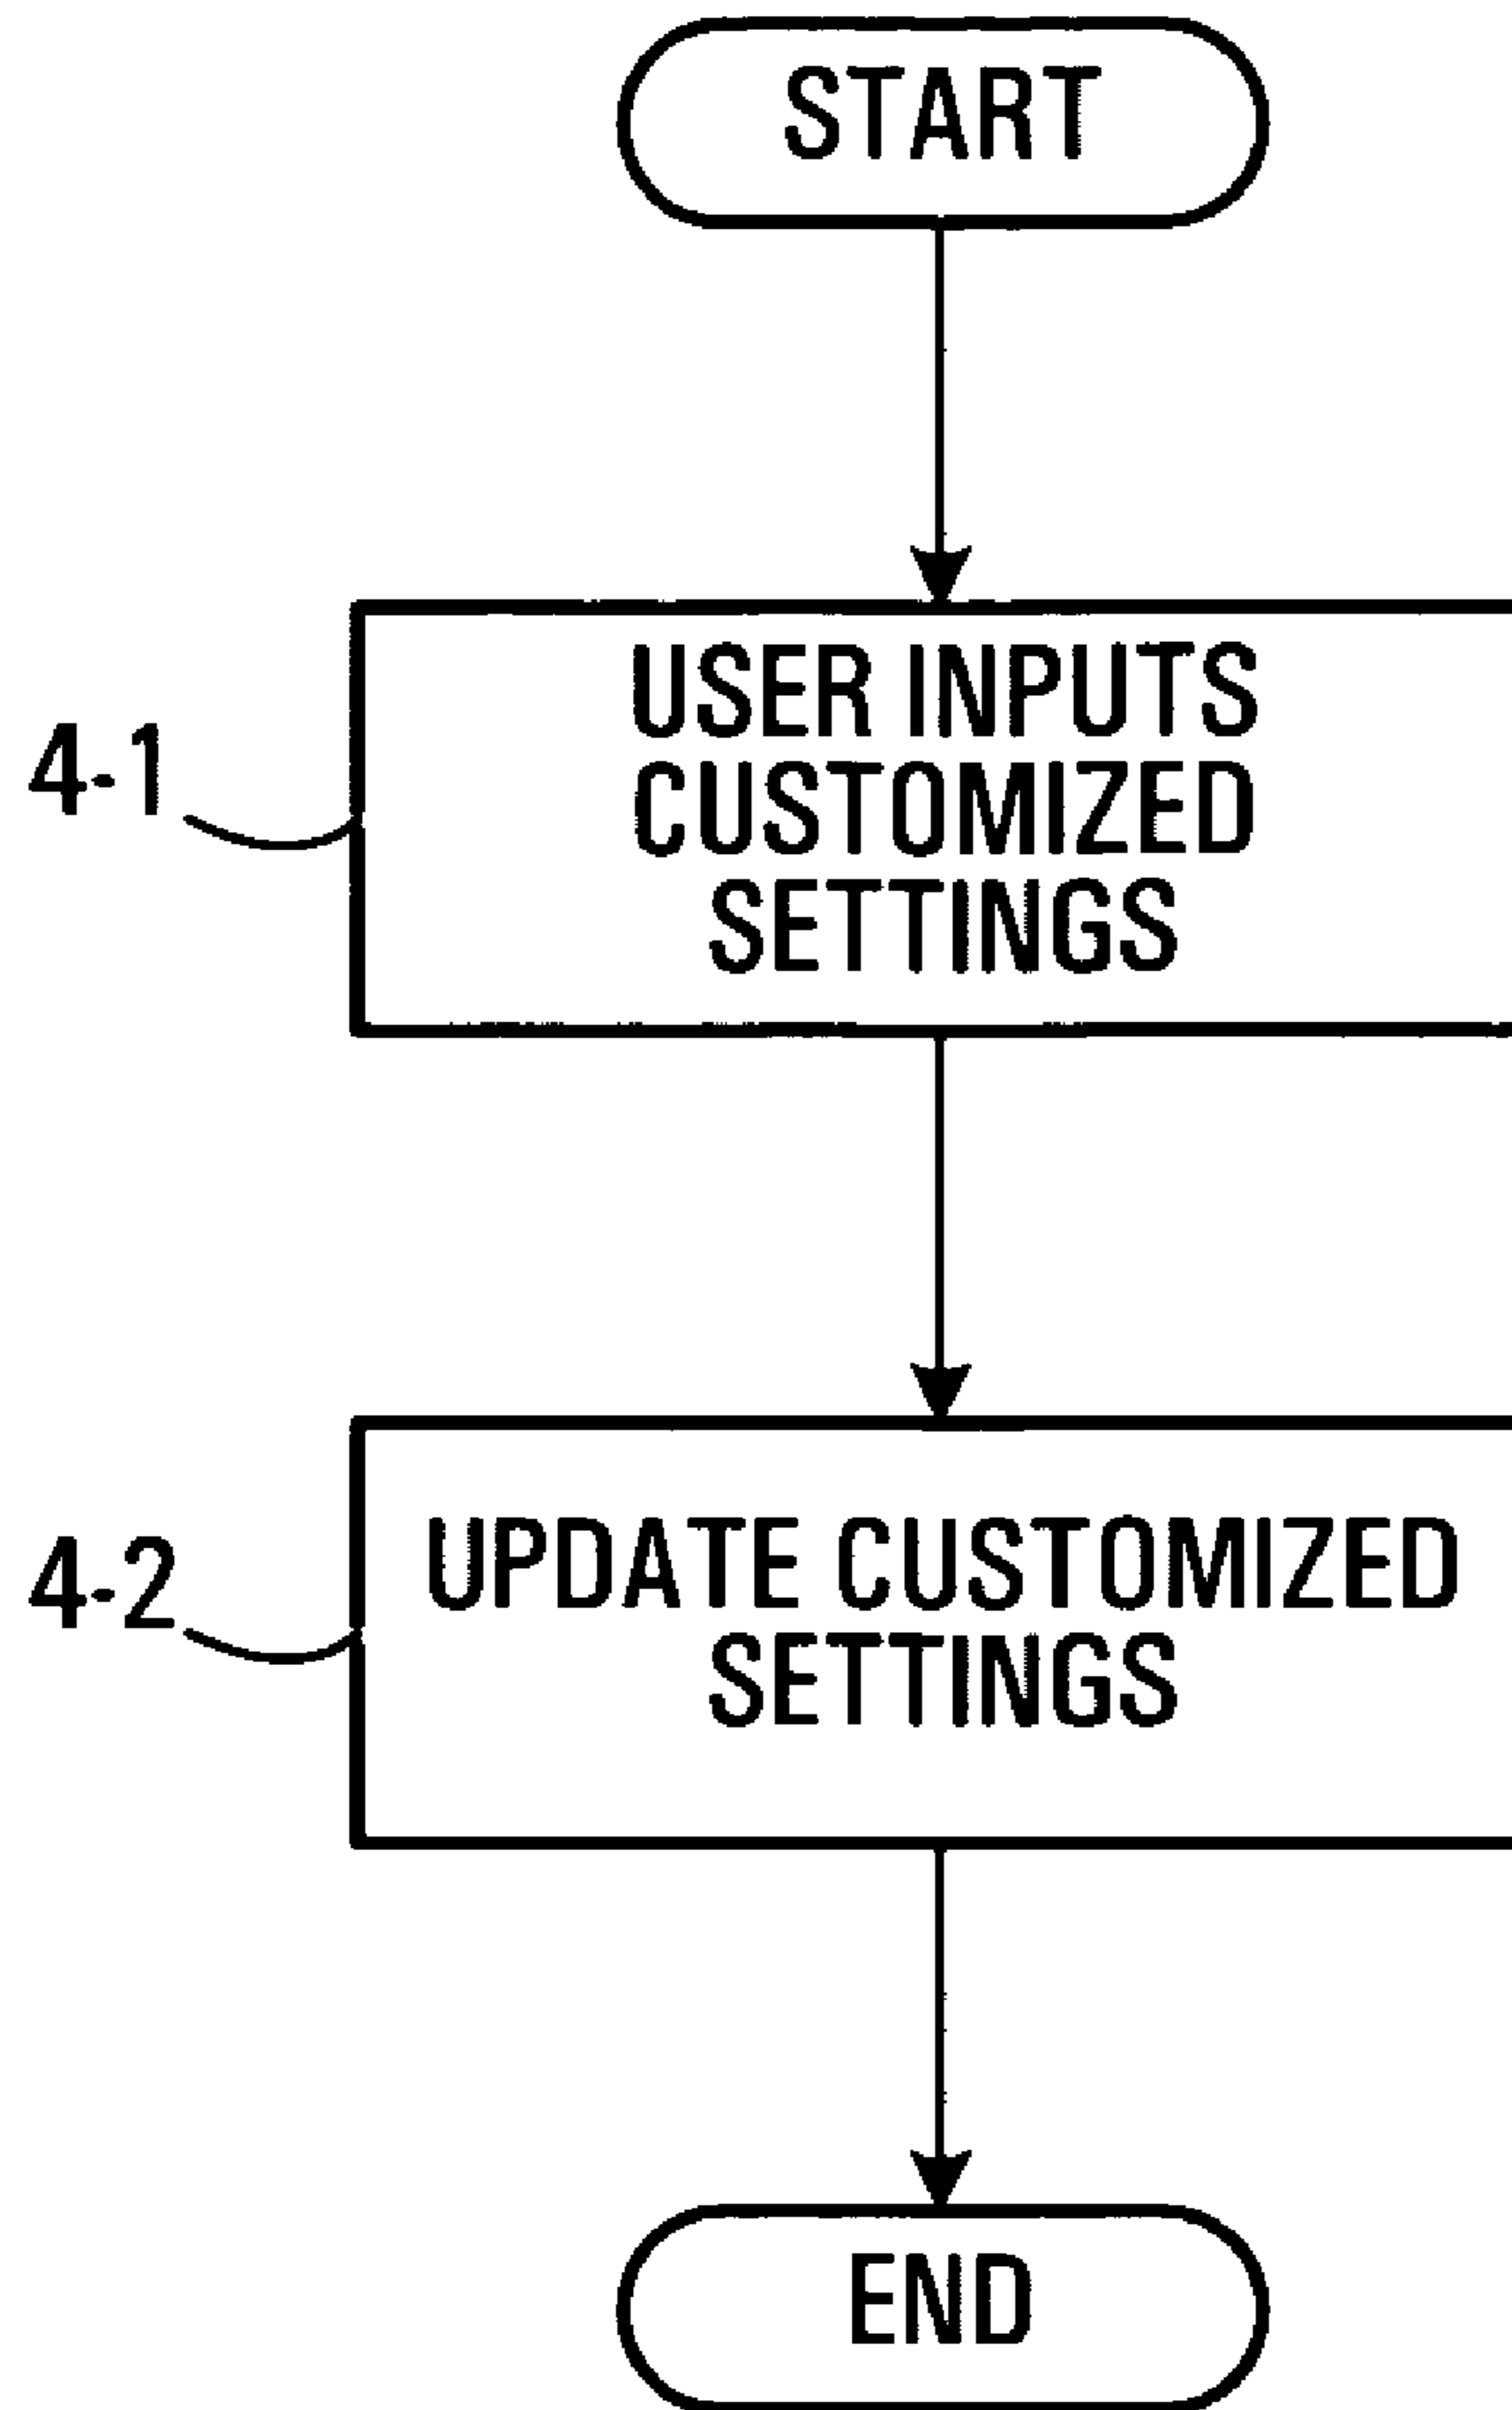 START
USER INPUTS
CUSTOMIZED
SETTINGS
4-1
UPDATE CUSTOMIZED
SETTINGS
4-2
END